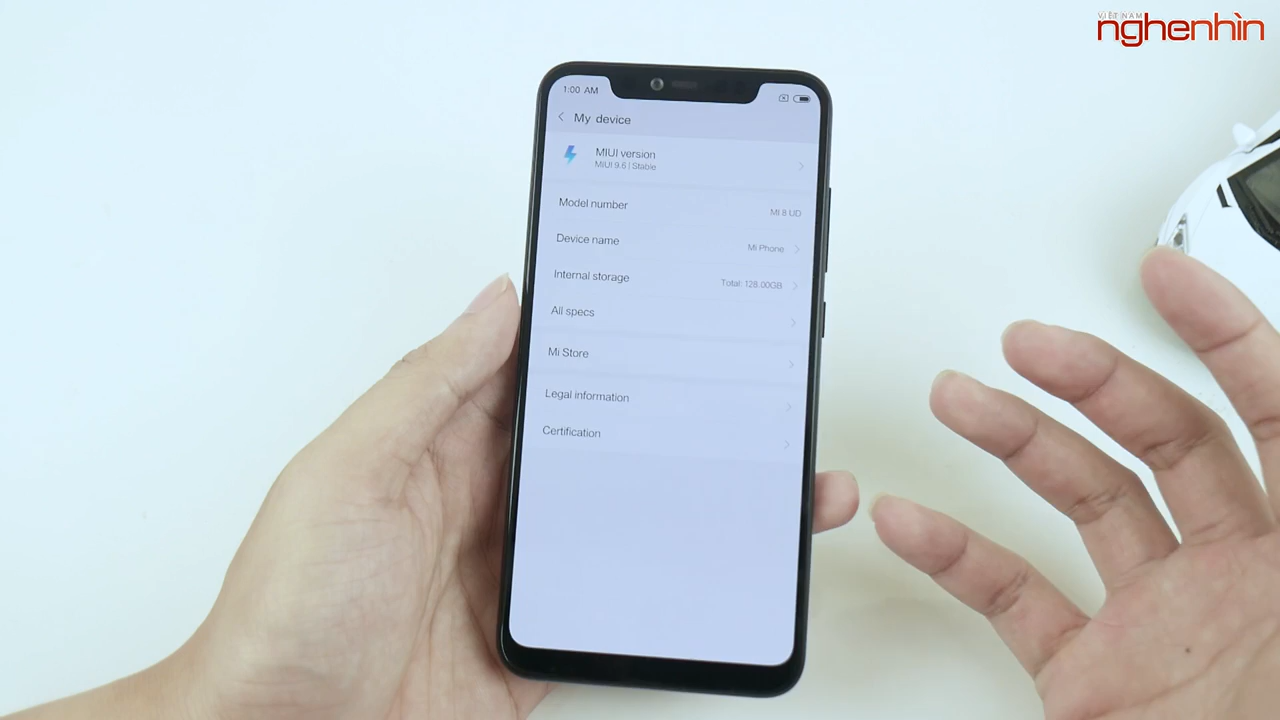 VIỆT NAM
nghenhìn
1:00 AM
My device
MIUI version
MIUI 9.6 | Stable
Model number
MI 8 UD
Device name
Mi Phone
Internal storage
Total: 128.00GB
All specs
Mi Store
Legal information
Certification